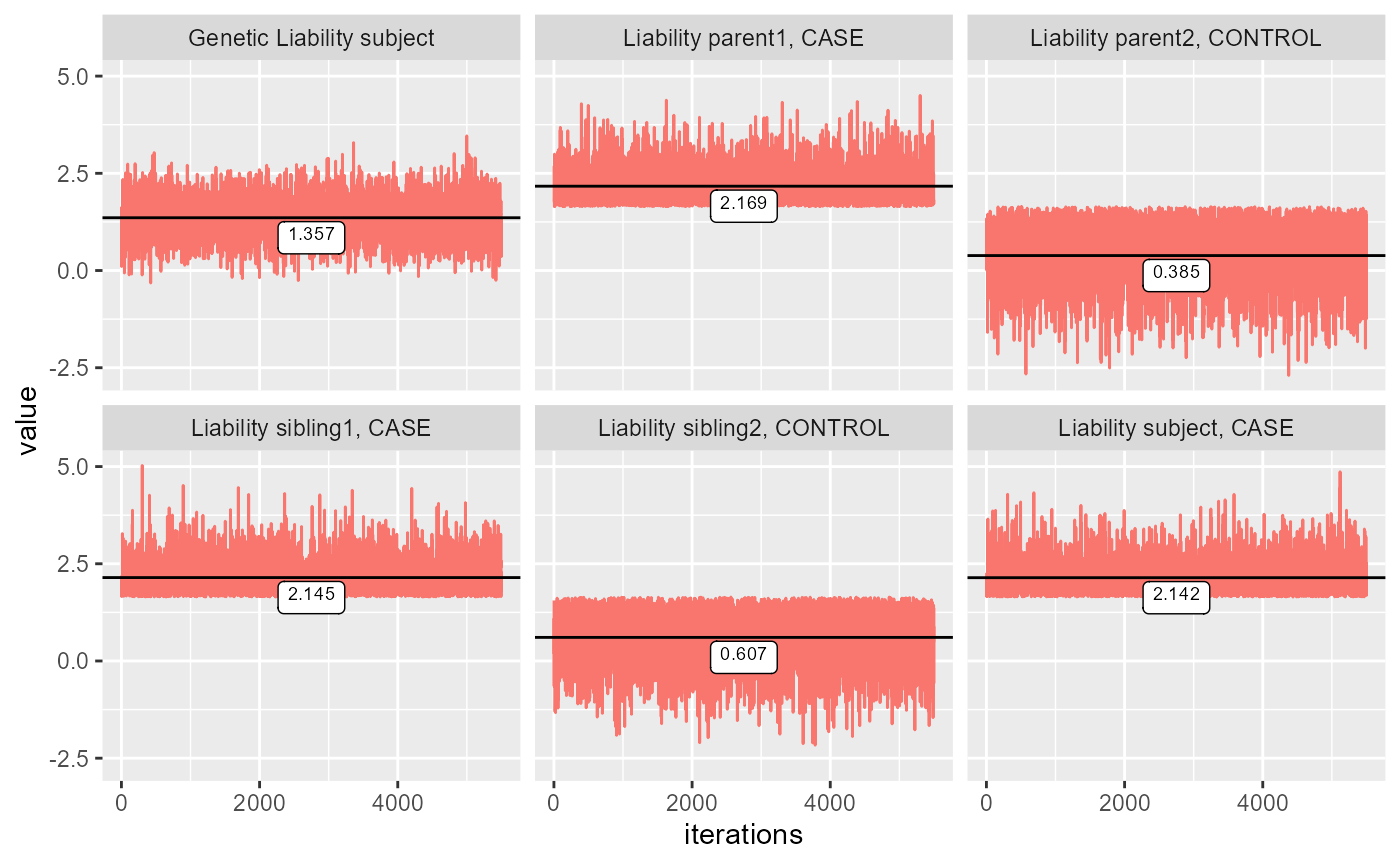 Genetic Liability subject
Liability parent1, CASE
Liability parent2, CONTROL
5.0
2.5
0.0
-2.5
1.357
2.169
0.385
value
Liability sibling1, CASE
Liability sibling2, CONTROL
Liability subject, CASE
5.0
2.5
0.0
-2.5
2.145
0.607
2.142
0 2000 4000
0 2000 4000
0 2000 4000
iterations